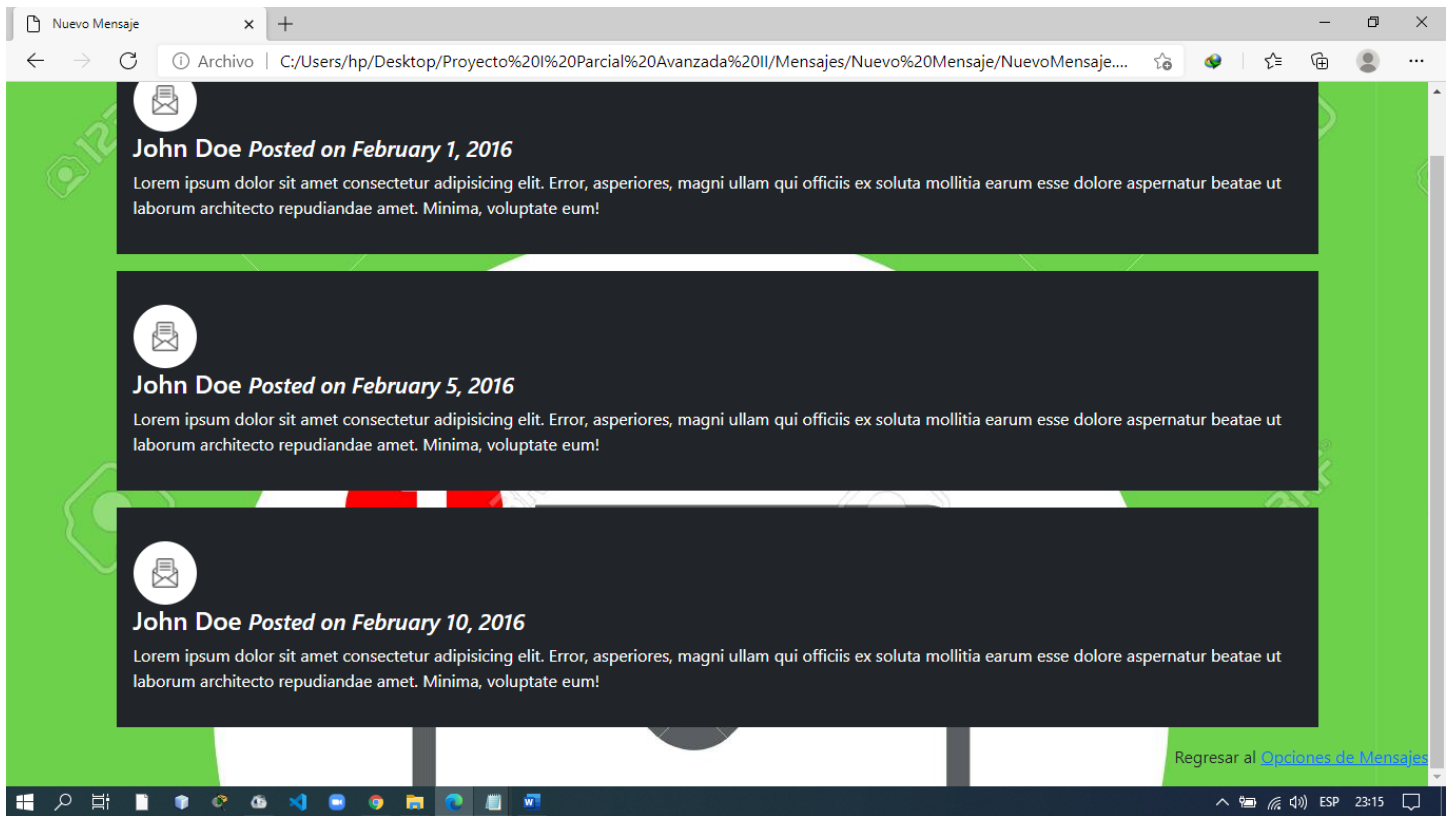 Nuevo Mensaje
Archivo
C:/Users/hp/Desktop/Proyecto%20I%20Parcial%20Avanzada%20II/Mensajes/Nuevo%20Mensaje/NuevoMensaje....
John Doe Posted on February 1, 2016
Lorem ipsum dolor sit amet consectetur adipisicing elit. Error, asperiores, magni ullam qui officiis ex soluta mollitia earum esse dolore aspernatur beatae ut
laborum architecto repudiandae amet. Minima, voluptate eum!
John Doe Posted on February 5, 2016
Lorem ipsum dolor sit amet consectetur adipisicing elit. Error, asperiores, magni ullam qui officiis ex soluta mollitia earum esse dolore aspernatur beatae ut
laborum architecto repudiandae amet. Minima, voluptate eum!
John Doe Posted on February 10, 2016
Lorem ipsum dolor sit amet consectetur adipisicing elit. Error, asperiores, magni ullam qui officiis ex soluta mollitia earum esse dolore aspernatur beatae ut
laborum architecto repudiandae amet. Minima, voluptate eum!
Regresar al Opciones de Mensajes
ESP
23:15